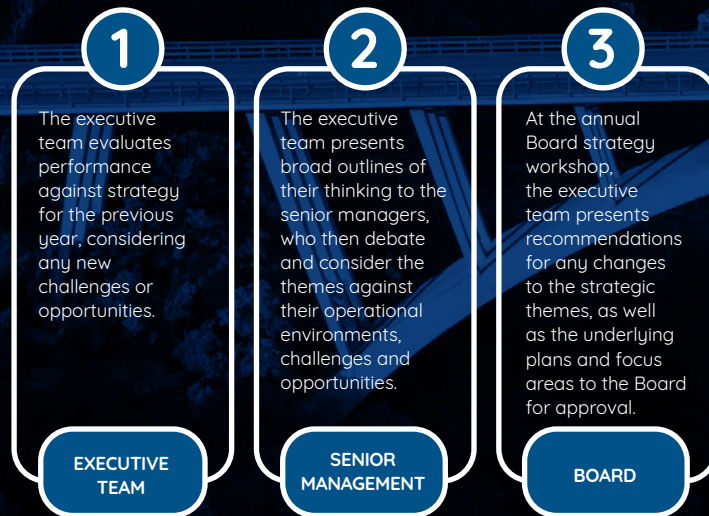 1
The executive
team evaluates
performance
against strategy
for the previous
year, considering
any new
challenges or
opportunities.
EXECUTIVE
TEAM
2
The executive
team presents
broad outlines of
their thinking to the
senior managers,
who then debate
and consider the
themes against
their operational
environments,
challenges and
opportunities.
SENIOR
MANAGEMENT
3
At the annual
Board strategy
workshop,
the executive
team presents
recommendations
for any changes
to the strategic
themes, as well
as the underlying
plans and focus
areas to the Board
for approval.
BOARD